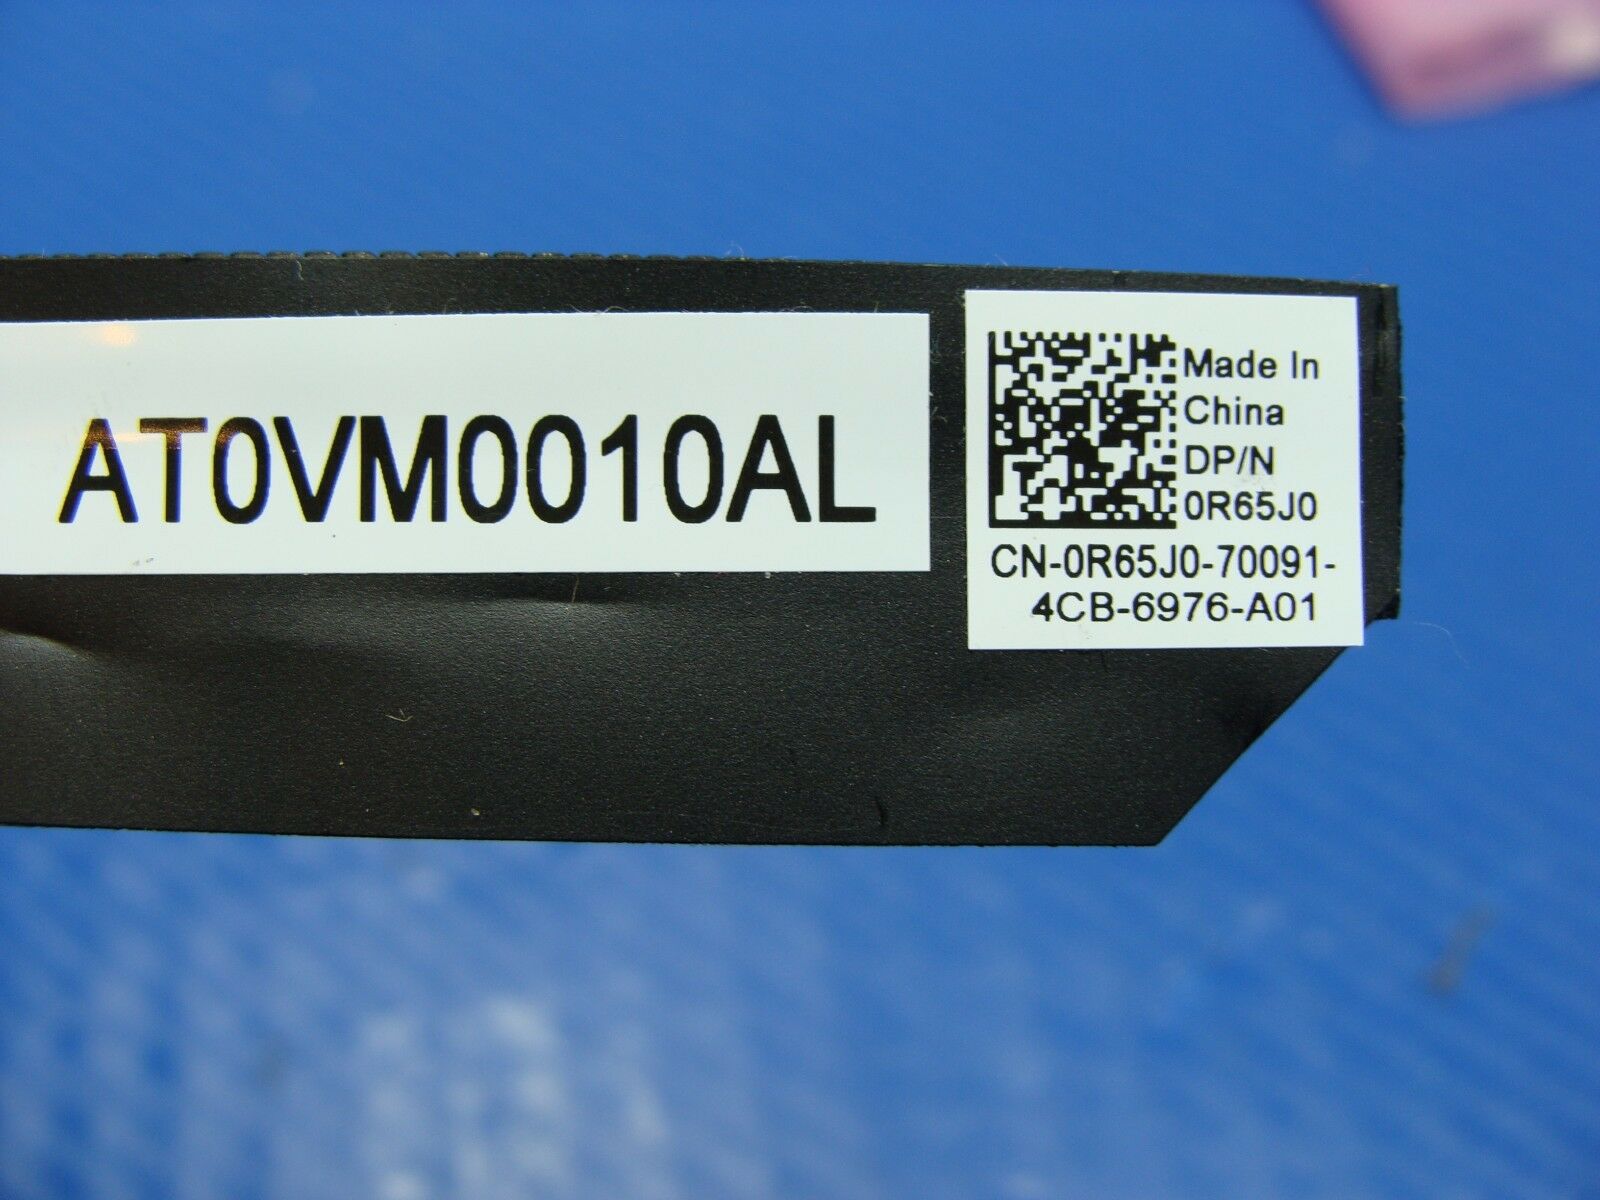 AT0VM0010AL
Made In
China
DP/N
0R65J0
CN-0R65J0-70091-
4CB-6976-A01